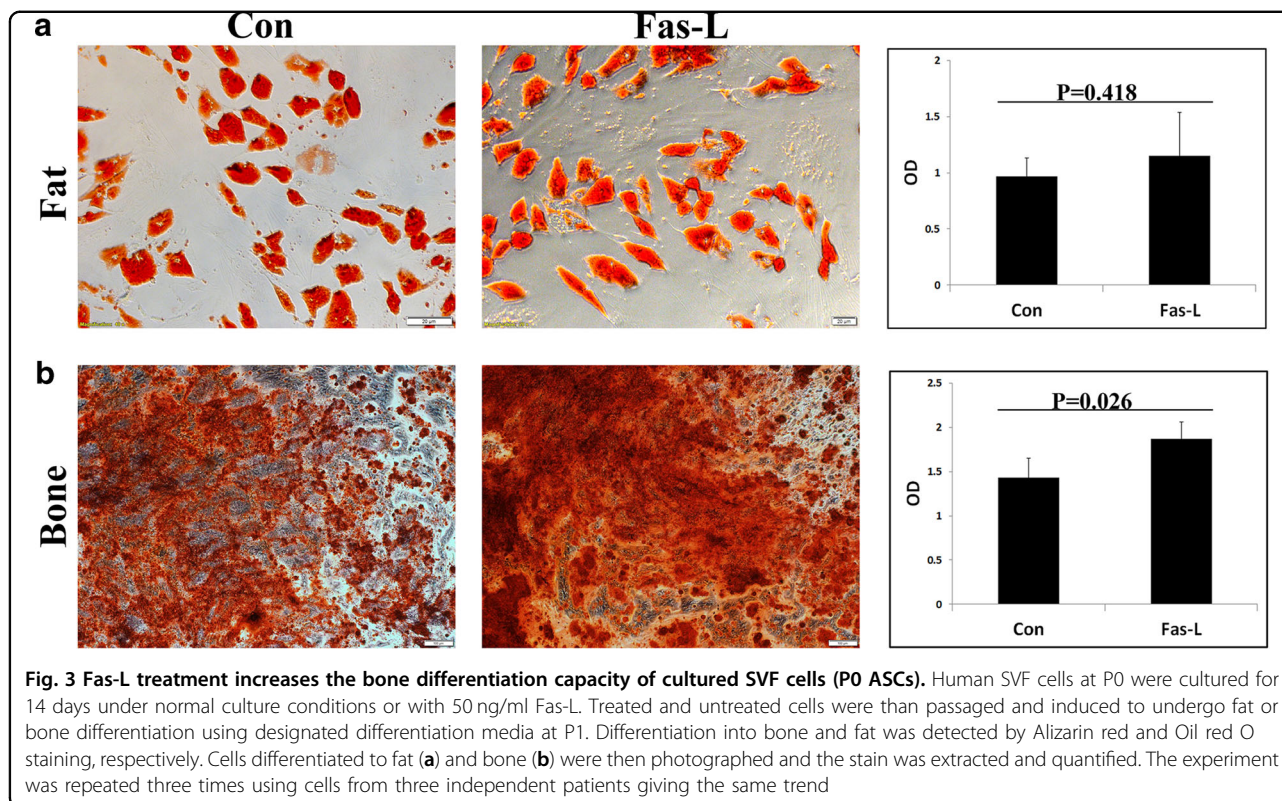 a
Con
Fas-L
Fat
20 µm
20 µm
2
1.5
1
0.5
0
OD
P=0.418
Con
Fas-L
b
Bone
2.5
2
1.5
1
0.5
0
OD
P=0.026
Con
Fas-L
Fig. 3 Fas-L treatment increases the bone differentiation capacity of cultured SVF cells (P0 ASCs). Human SVF cells at P0 were cultured for
14 days under normal culture conditions or with 50 ng/ml Fas-L. Treated and untreated cells were than passaged and induced to undergo fat or
bone differentiation using designated differentiation media at P1. Differentiation into bone and fat was detected by Alizarin red and Oil red O
staining, respectively. Cells differentiated to fat (a) and bone (b) were then photographed and the stain was extracted and quantified. The experiment
was repeated three times using cells from three independent patients giving the same trend